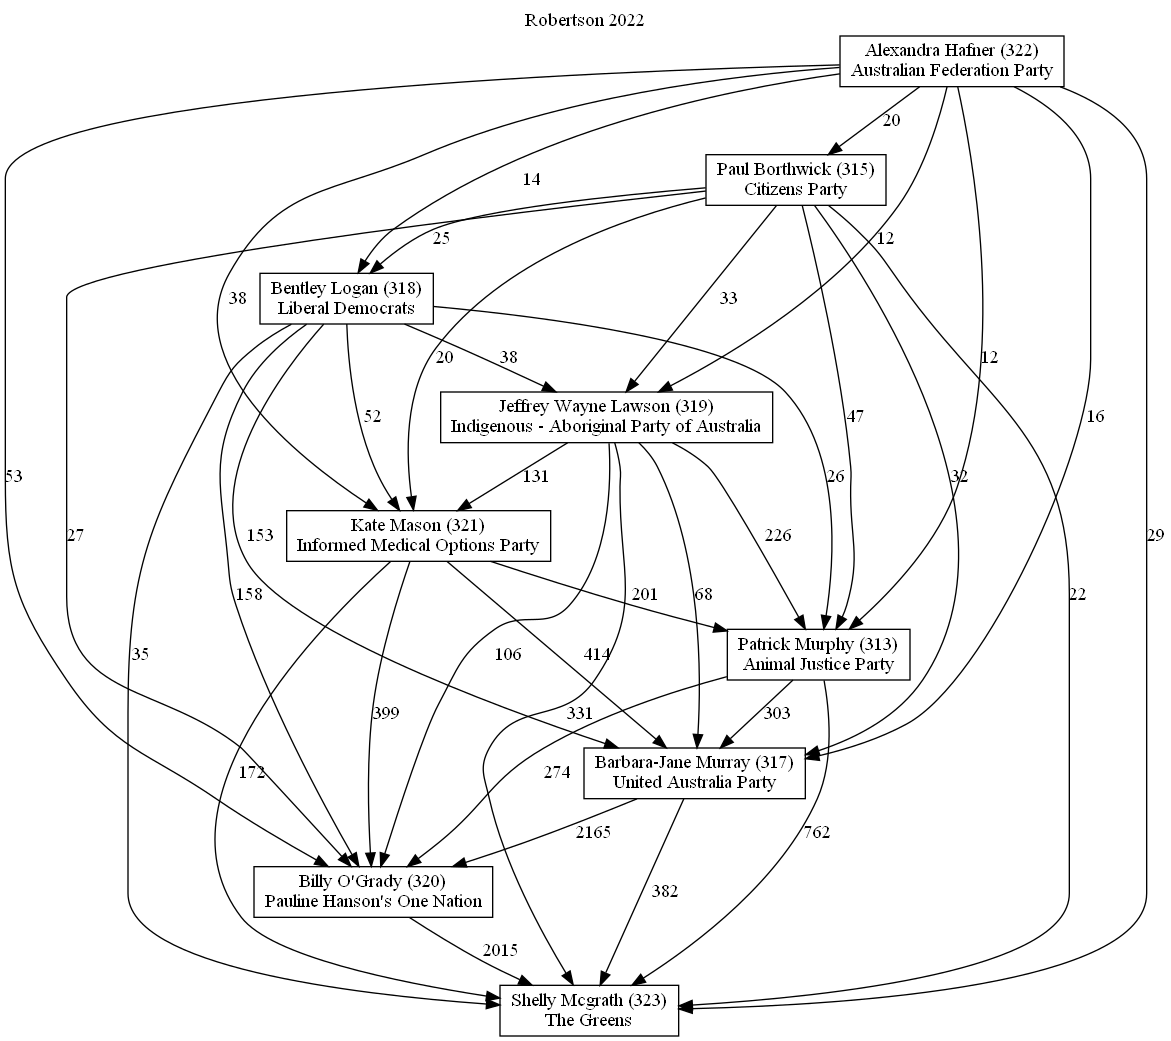 Robertson 2022
Alexandra Hafner (322)
Australian Federation Party
20
Paul Borthwick (315)
Citizens Party
14
25
12
Bentley Logan (318)
Liberal Democrats
38
33
20
38
12
Jeffrey Wayne Lawson (319)
Indigenous - Aboriginal Party of Australia
52
47
16
53
131
26
32
Kate Mason (321)
Informed Medical Options Party
27
153
226
29
158
201
68
22
Patrick Murphy (313)
Animal Justice Party
35
106
414
399
331
303
Barbara-Jane Murray (317)
United Australia Party
172
274
2165
762
Billy O'Grady (320)
Pauline Hanson's One Nation
382
2015
Shelly Mcgrath (323)
The Greens